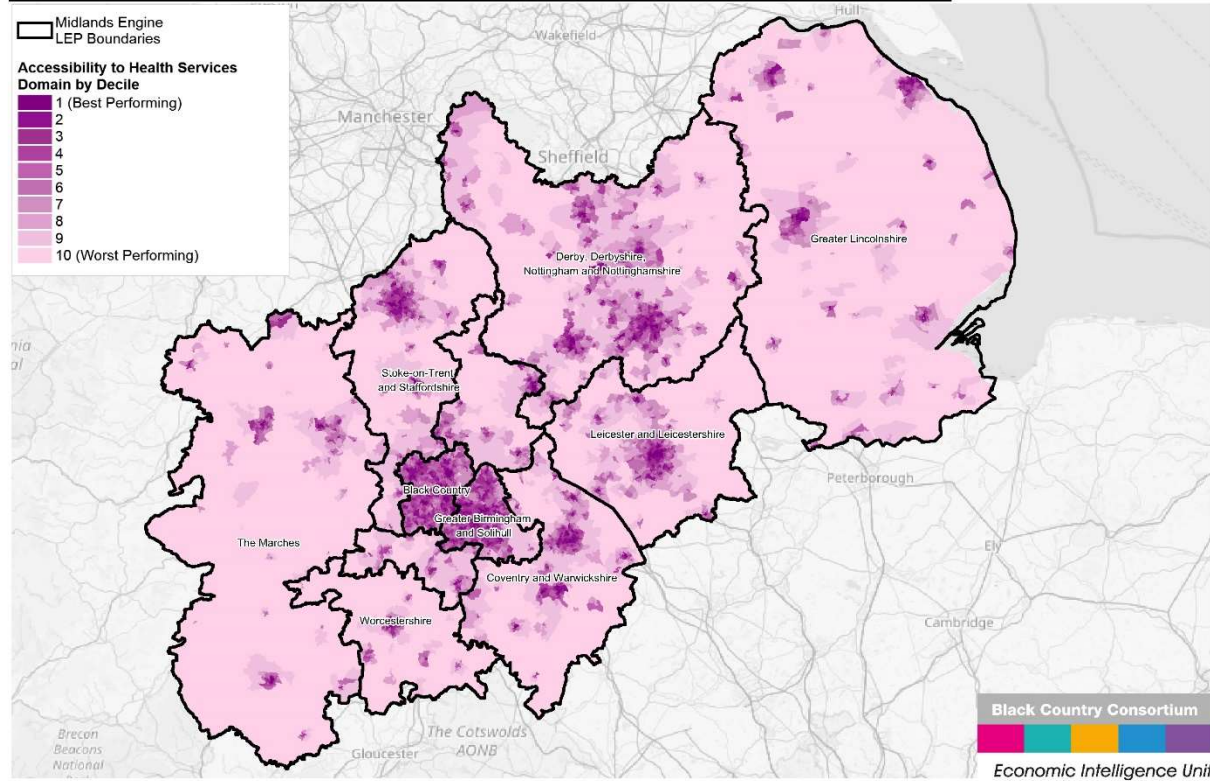 Midlands Engine
LEP Boundaries
Accessibility to Health Services
Domain by Decile
1 (Best Performing)
2
3
4
5
6
7
8
9
10 (Worst Performing)
Hull
Wakefield
Manchester
Sheffield
Greater Lincolnshire
Derby, Derbyshire,
Nottingham and Nottinghamshire
Stoke-on-Trent
and Staffordshire
Leicester and Leicestershire
Black Country
Peterborough
Greater Birmingham
and Solihull
The Marches
Ely
Coventry and Warwickshire
Worcestershire
Cambridge
Brecon
Beacons
National
The Cotswolds
AONB
Gloucester
Black Country Consortium
Economic Intelligence Unit